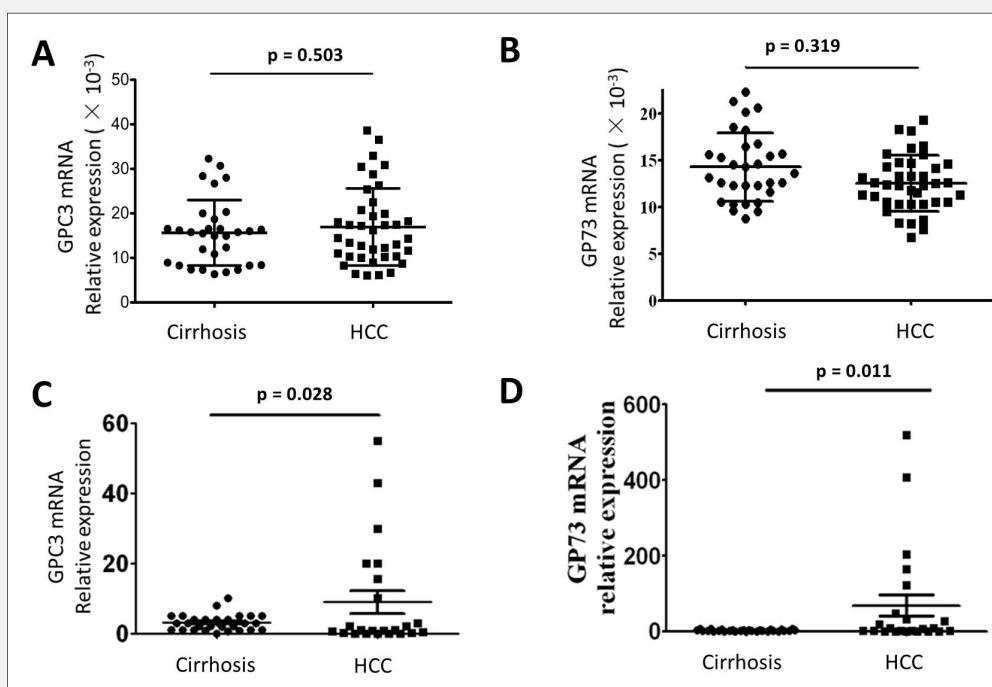 A
p = 0.503
GPC3 mRNA
Relative expression ( × 10⁻³)
50
40
30
20
10
0
Cirrhosis
HCC
B
p = 0.319
GP73 mRNA
Relative expression ( × 10⁻³)
20
15
10
5
0
Cirrhosis
HCC
C
p = 0.028
GPC3 mRNA
Relative expression
60
40
20
0
Cirrhosis
HCC
D
p = 0.011
GP73 mRNA
relative expression
600
400
200
0
Cirrhosis
HCC